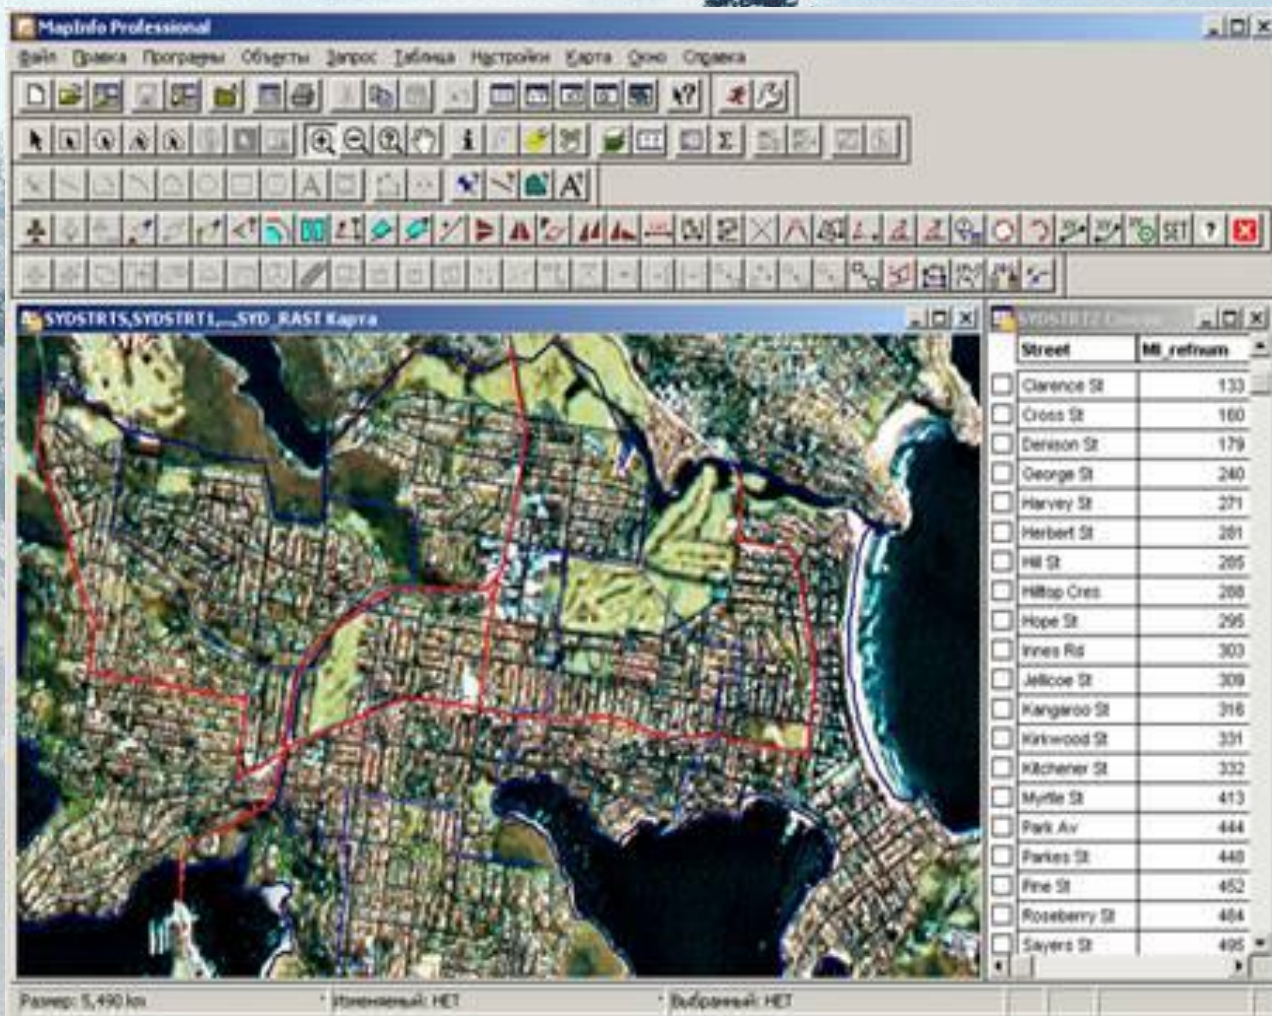 MapInfo Professional
Файл Правка Программы Объекты Запрос Таблица Настройки Карта Окно Справка
SET ?
SYDSTRTS,SYDSTRT1,...,SYD_RAST Карта
SYDSTRT2
Street MI_refnum
Clarence St 133
Cross St 160
Denison St 179
George St 240
Harvey St 271
Herbert St 281
Hill St 285
Hilltop Cres 288
Hope St 295
Innes Rd 303
Jellicoe St 309
Kangaroo St 316
Kirkwood St 331
Kitchener St 332
Myrtle St 413
Park Av 444
Parkes St 448
Pine St 452
Roseberry St 484
Sayers St 495
Размер: 5,490 km Изменяемый: НЕТ Выбранный: НЕТ